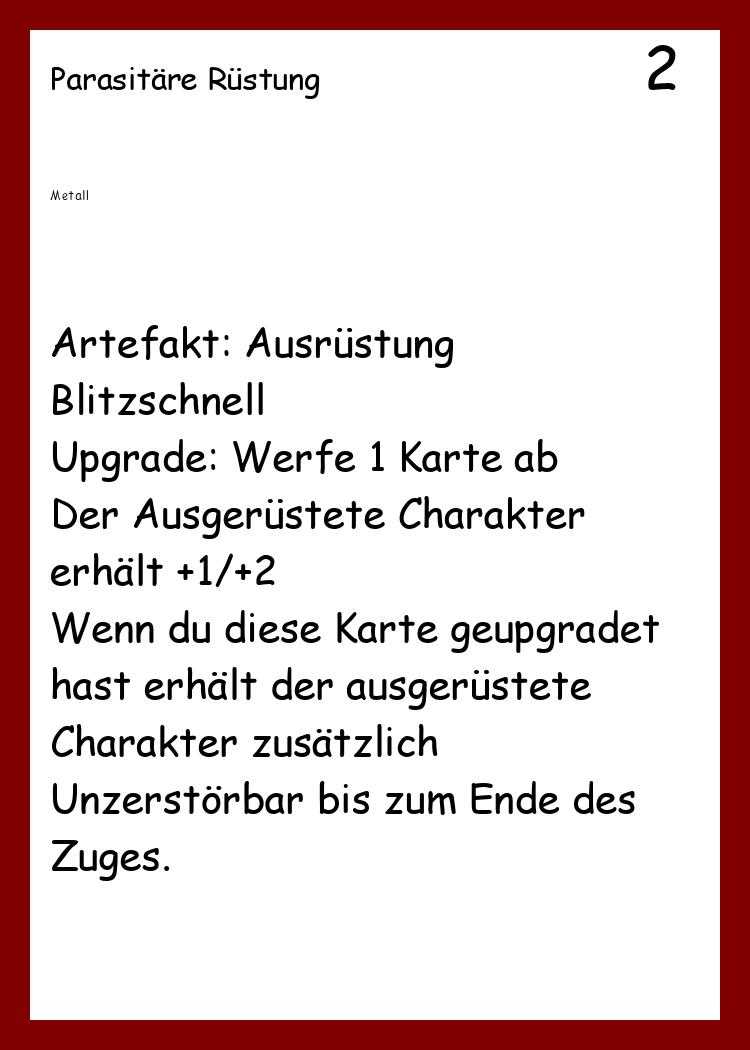 Parasitäre Rüstung
2
Metall
Artefakt: Ausrüstung
Blitzschnell
Upgrade: Werfe 1 Karte ab
Der Ausgerüstete Charakter
erhält +1/+2
Wenn du diese Karte geupgradet
hast erhält der ausgerüstete
Charakter zusätzlich
Unzerstörbar bis zum Ende des
Zuges.